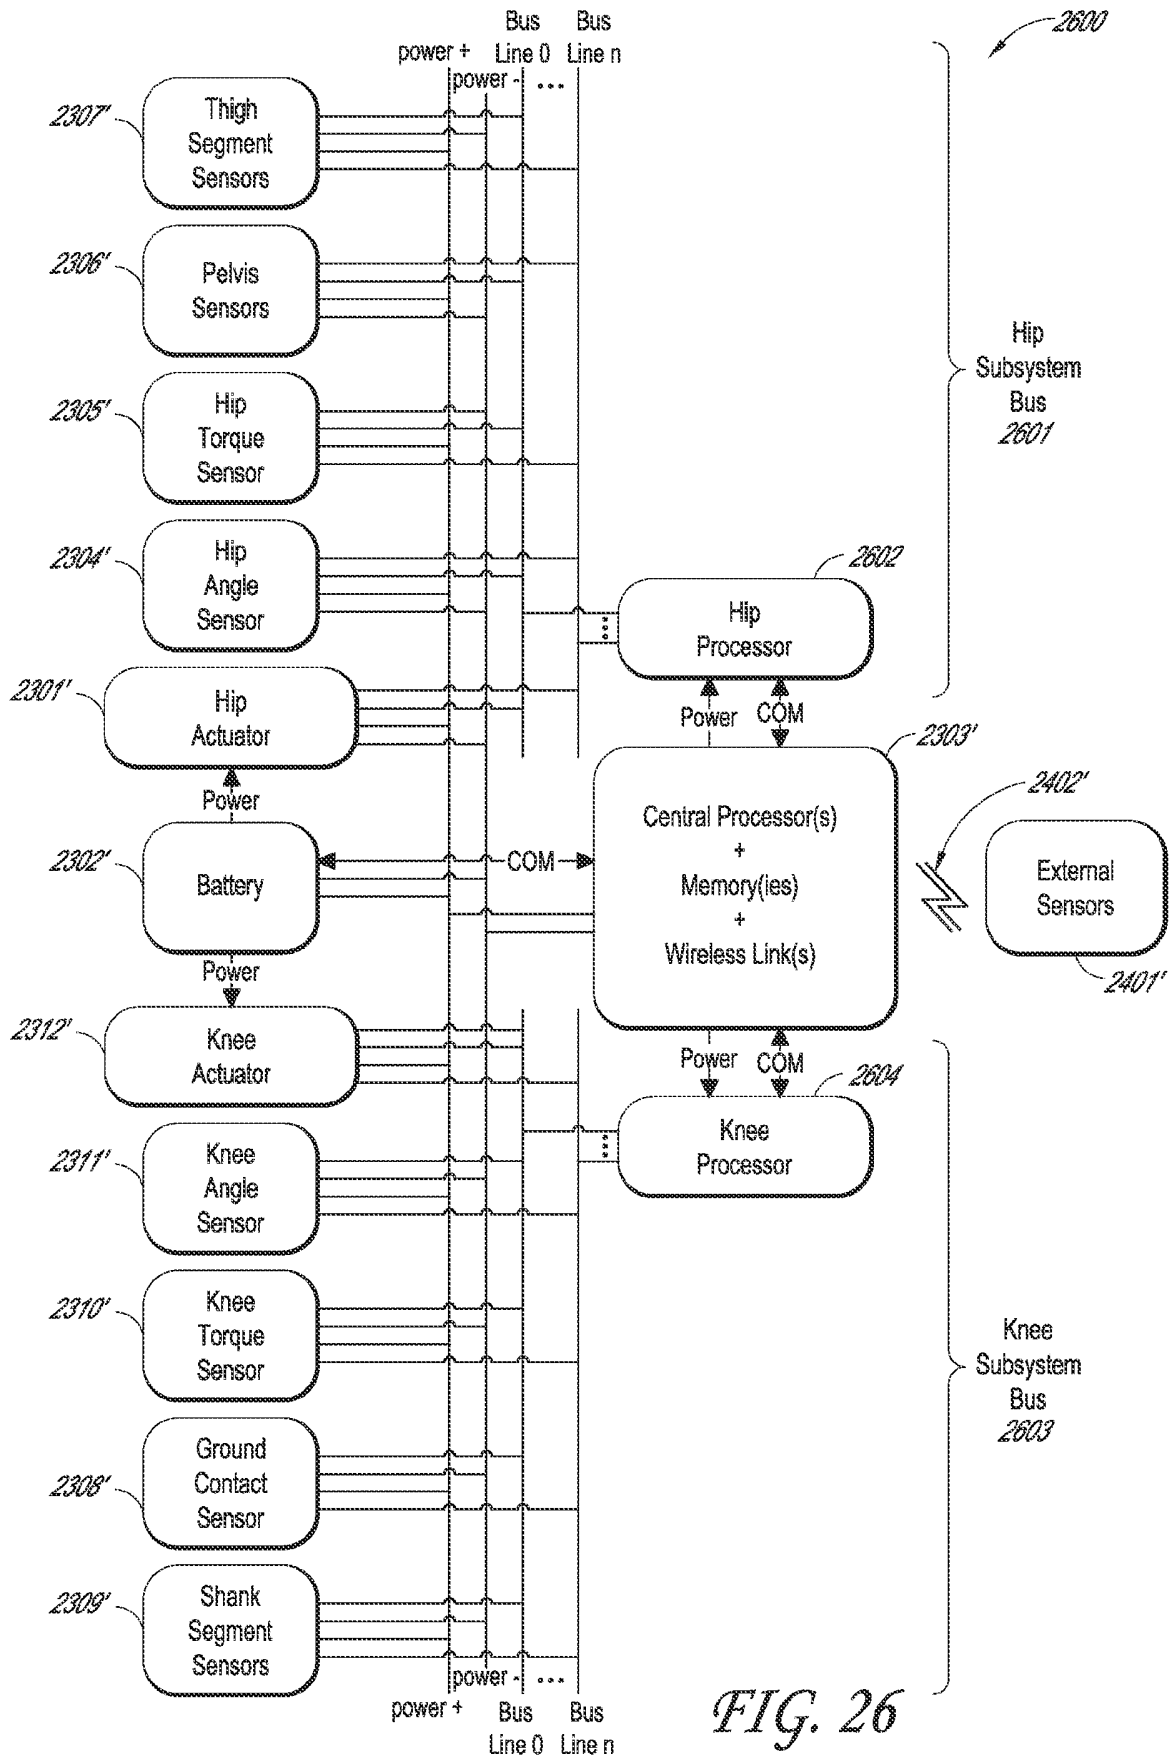 2600
Bus
Line 0
Bus
Line n
power +
power -
...
2307'
Thigh
Segment
Sensors
2306'
Pelvis
Sensors
2305'
Hip
Torque
Sensor
Hip
Subsystem
Bus
2601
2304'
Hip
Angle
Sensor
2602
Hip
Processor
2301'
Hip
Actuator
Power
COM
2303'
Power
2302'
Battery
COM
Central Processor(s)
+
Memory(ies)
+
Wireless Link(s)
2402'
External
Sensors
2401'
Power
2312'
Knee
Actuator
Power
COM
2604
Knee
Processor
2311'
Knee
Angle
Sensor
2310'
Knee
Torque
Sensor
Knee
Subsystem
Bus
2603
2308'
Ground
Contact
Sensor
2309'
Shank
Segment
Sensors
power -
...
power +
Bus
Line 0
Bus
Line n
FIG. 26